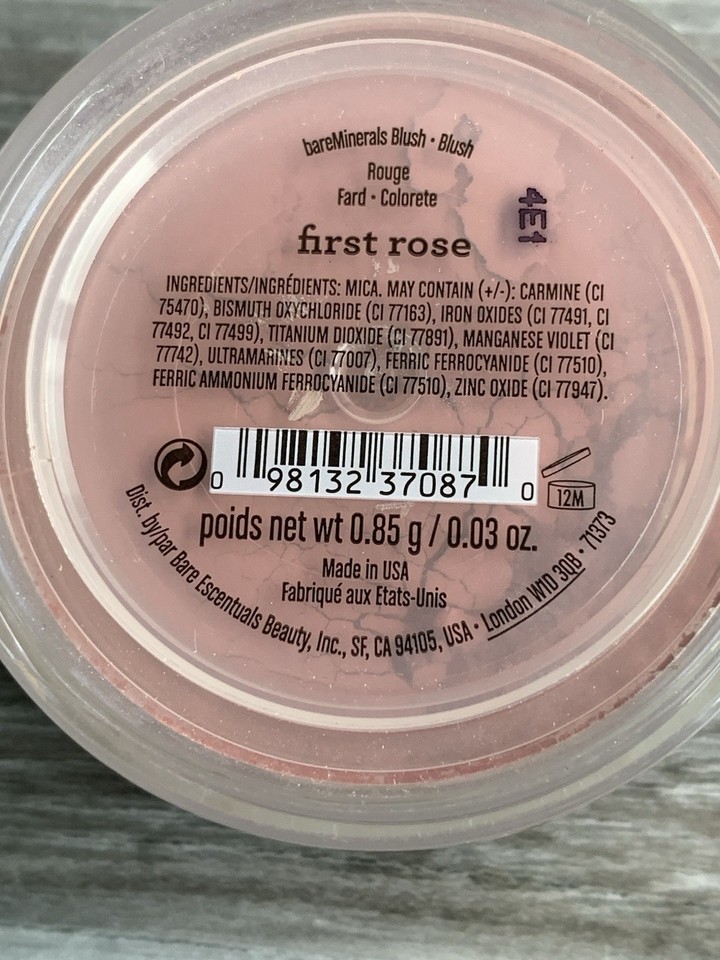 bareMinerals Blush • Blush
Rouge
Fard • Colorete
4E1
first rose
INGREDIENTS/INGRÉDIENTS: MICA. MAY CONTAIN (+/-): CARMINE (CI
75470), BISMUTH OXYCHLORIDE (CI 77163), IRON OXIDES (CI 77491, CI
77492, CI 77499), TITANIUM DIOXIDE (CI 77891), MANGANESE VIOLET (CI
77742), ULTRAMARINES (CI 77007), FERRIC FERROCYANIDE (CI 77510),
FERRIC AMMONIUM FERROCYANIDE (CI 77510), ZINC OXIDE (CI 77947).
0 98132 37087 0
12M
poids net wt 0.85 g / 0.03 oz.
Made in USA
Fabriqué aux Etats-Unis
Dist. by/par Bare Escentuals Beauty, Inc., SF, CA 94105, USA • London W1D 3QB • 71373